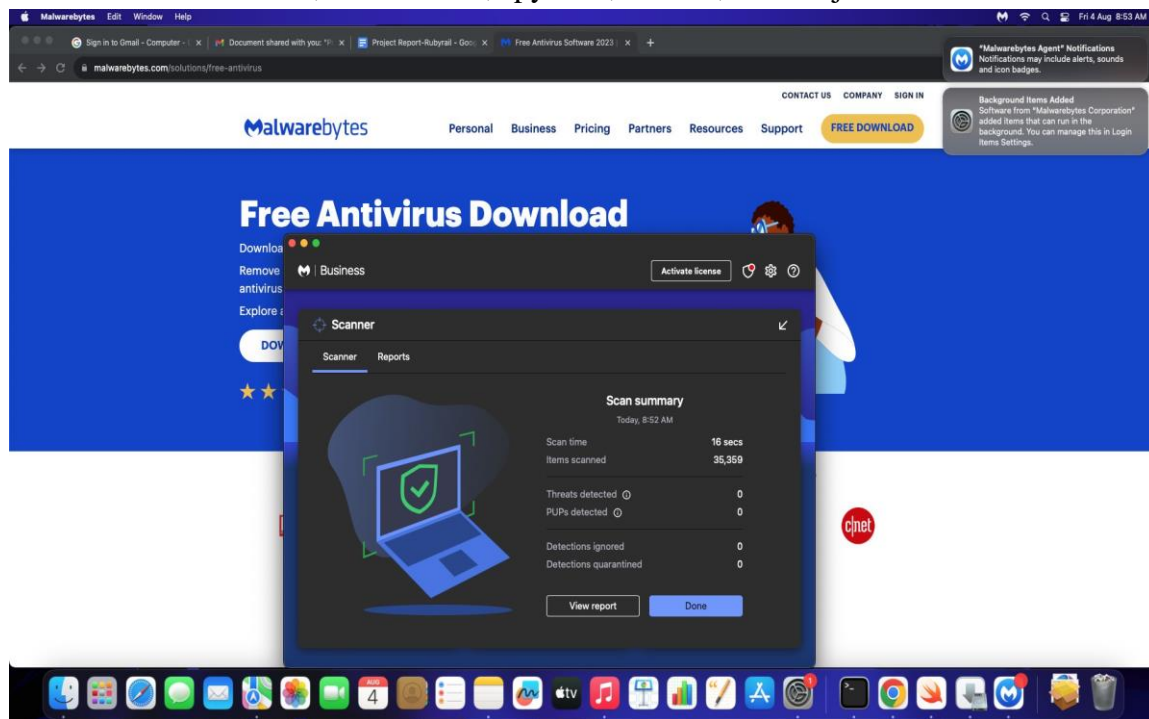 Malwarebytes Edit Window Help
Fri 4 Aug 8:53 AM
Sign in to Gmail - Computer -
Document shared with you:
Project Report-Rubyrail - Goo
Free Antivirus Software 2023 |
malwarebytes.com/solutions/free-antivirus
"Malwarebytes Agent" Notifications
Notifications may include alerts, sounds
and icon badges.
Background Items Added
Software from "Malwarebytes Corporation"
added items that can run in the
background. You can manage this in Login
Items Settings.
CONTACT US COMPANY SIGN IN
Malwarebytes
Personal Business Pricing Partners Resources Support FREE DOWNLOAD
Free Antivirus Download
Downloa
Remove
antivirus
Explore a
DOW
Business
Activate license
Scanner
Scanner Reports
Scan summary
Today, 8:52 AM
Scan time 16 secs
Items scanned 35,359
Threats detected 0
PUPs detected 0
Detections ignored 0
Detections quarantined 0
View report Done
c|net
AUG
4
tv